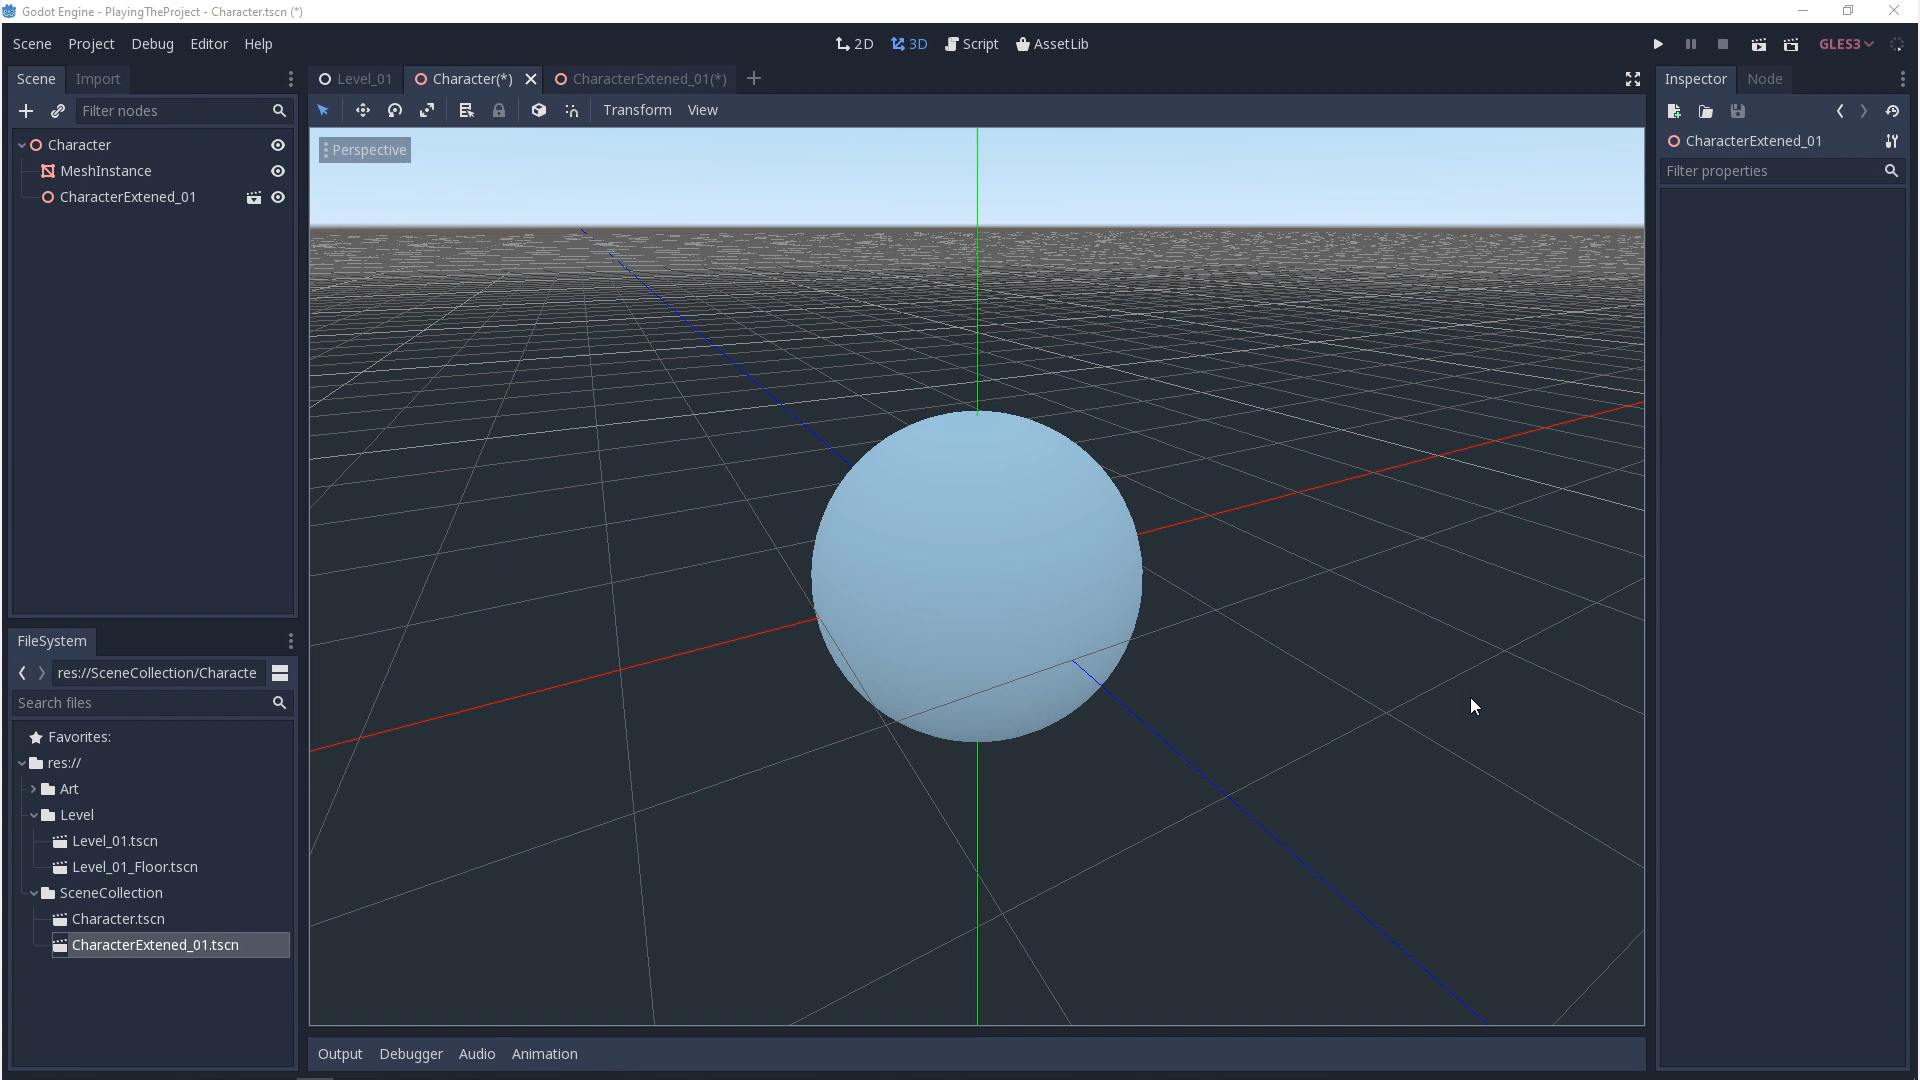 Godot Engine - PlayingTheProject - Character.tscn (*)
Scene Project Debug Editor Help
2D 3D Script AssetLib
GLES3
Scene Import
Level_01 Character(*) CharacterExtened_01(*)
Inspector Node
Filter nodes
Transform View
Character
MeshInstance
CharacterExtened_01
Perspective
CharacterExtened_01
Filter properties
FileSystem
res://SceneCollection/Characte
Search files
Favorites:
res://
Art
Level
Level_01.tscn
Level_01_Floor.tscn
SceneCollection
Character.tscn
CharacterExtened_01.tscn
Output Debugger Audio Animation